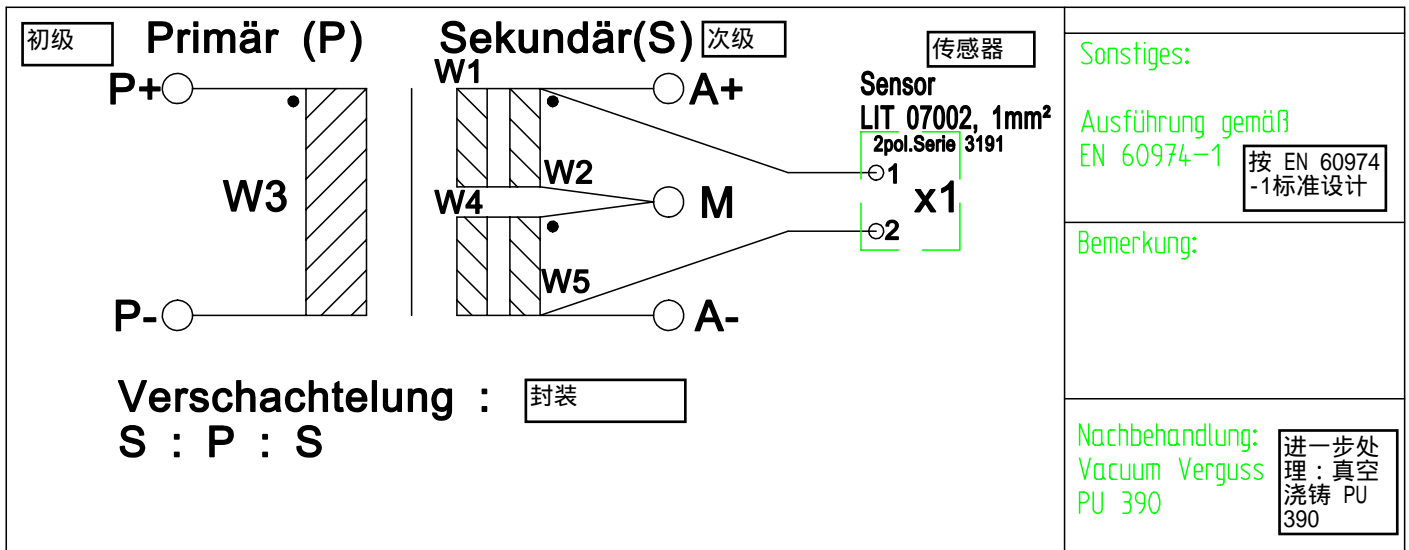 初级
Primär (P)
Sekundär(S)
次级
传感器
P+
W1
A+
Sensor
LIT 07002, 1mm²
2pol.Serie 3191
1
W2
W3
W4
M
x1
2
W5
P-
A-
Verschachtelung :
封装
S : P : S
Sonstiges:
Ausführung gemäß
EN 60974-1
按 EN 60974
-1标准设计
Bemerkung:
Nachbehandlung:
Vacuum Verguss
PU 390
进一步处
理：真空
浇铸 PU
390